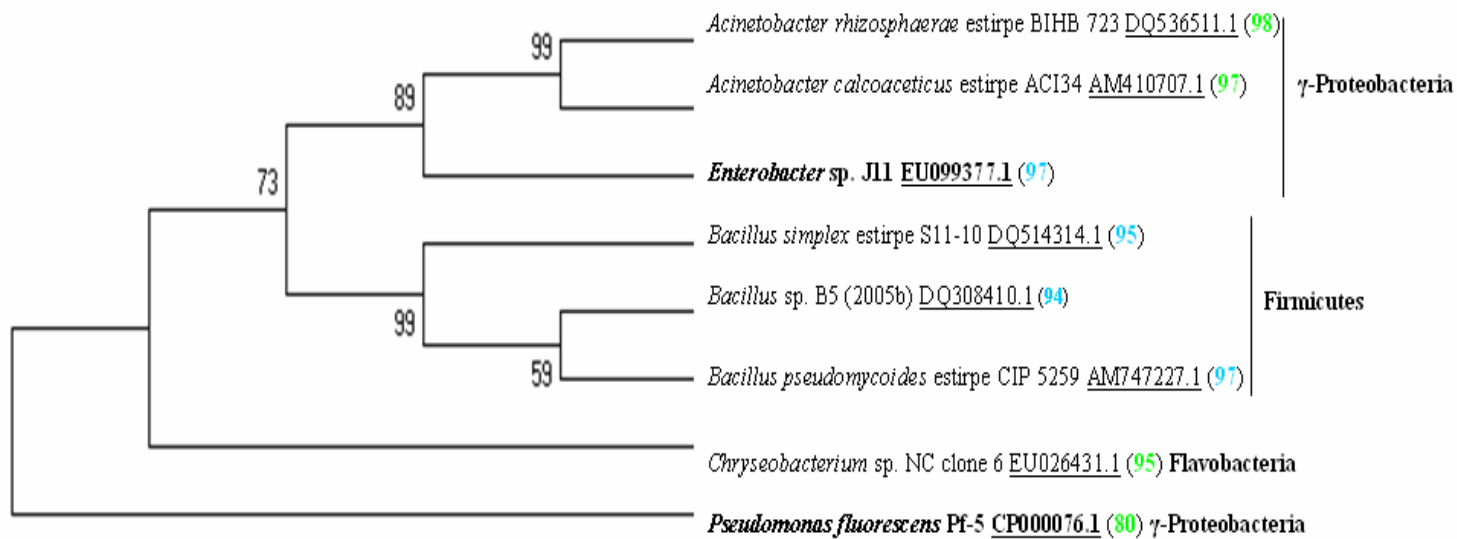 Acinetobacter rhizosphaerae estirpe BIHB 723 DQ536511.1 (98)
99
Acinetobacter calcoaceticus estirpe ACI34 AM410707.1 (97)
γ-Proteobacteria
89
Enterobacter sp. J11 EU099377.1 (97)
73
Bacillus simplex estirpe S11-10 DQ514314.1 (95)
Bacillus sp. B5 (2005b) DQ308410.1 (94)
Firmicutes
99
59
Bacillus pseudomycoides estirpe CIP 5259 AM747227.1 (97)
Chryseobacterium sp. NC clone 6 EU026431.1 (95) Flavobacteria
Pseudomonas fluorescens Pf-5 CP000076.1 (80) γ-Proteobacteria